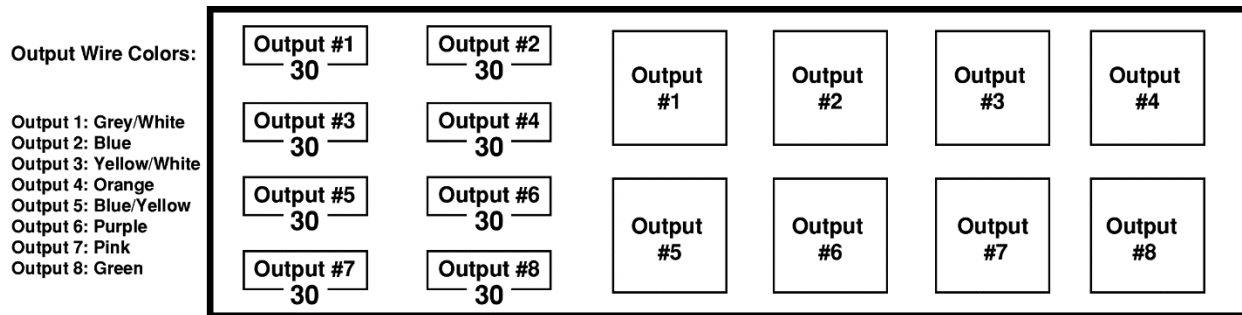 Output Wire Colors:
Output 1: Grey/White
Output 2: Blue
Output 3: Yellow/White
Output 4: Orange
Output 5: Blue/Yellow
Output 6: Purple
Output 7: Pink
Output 8: Green
Output #1
30
Output #2
30
Output #3
30
Output #4
30
Output #5
30
Output #6
30
Output #7
30
Output #8
30
Output
#1
Output
#2
Output
#3
Output
#4
Output
#5
Output
#6
Output
#7
Output
#8